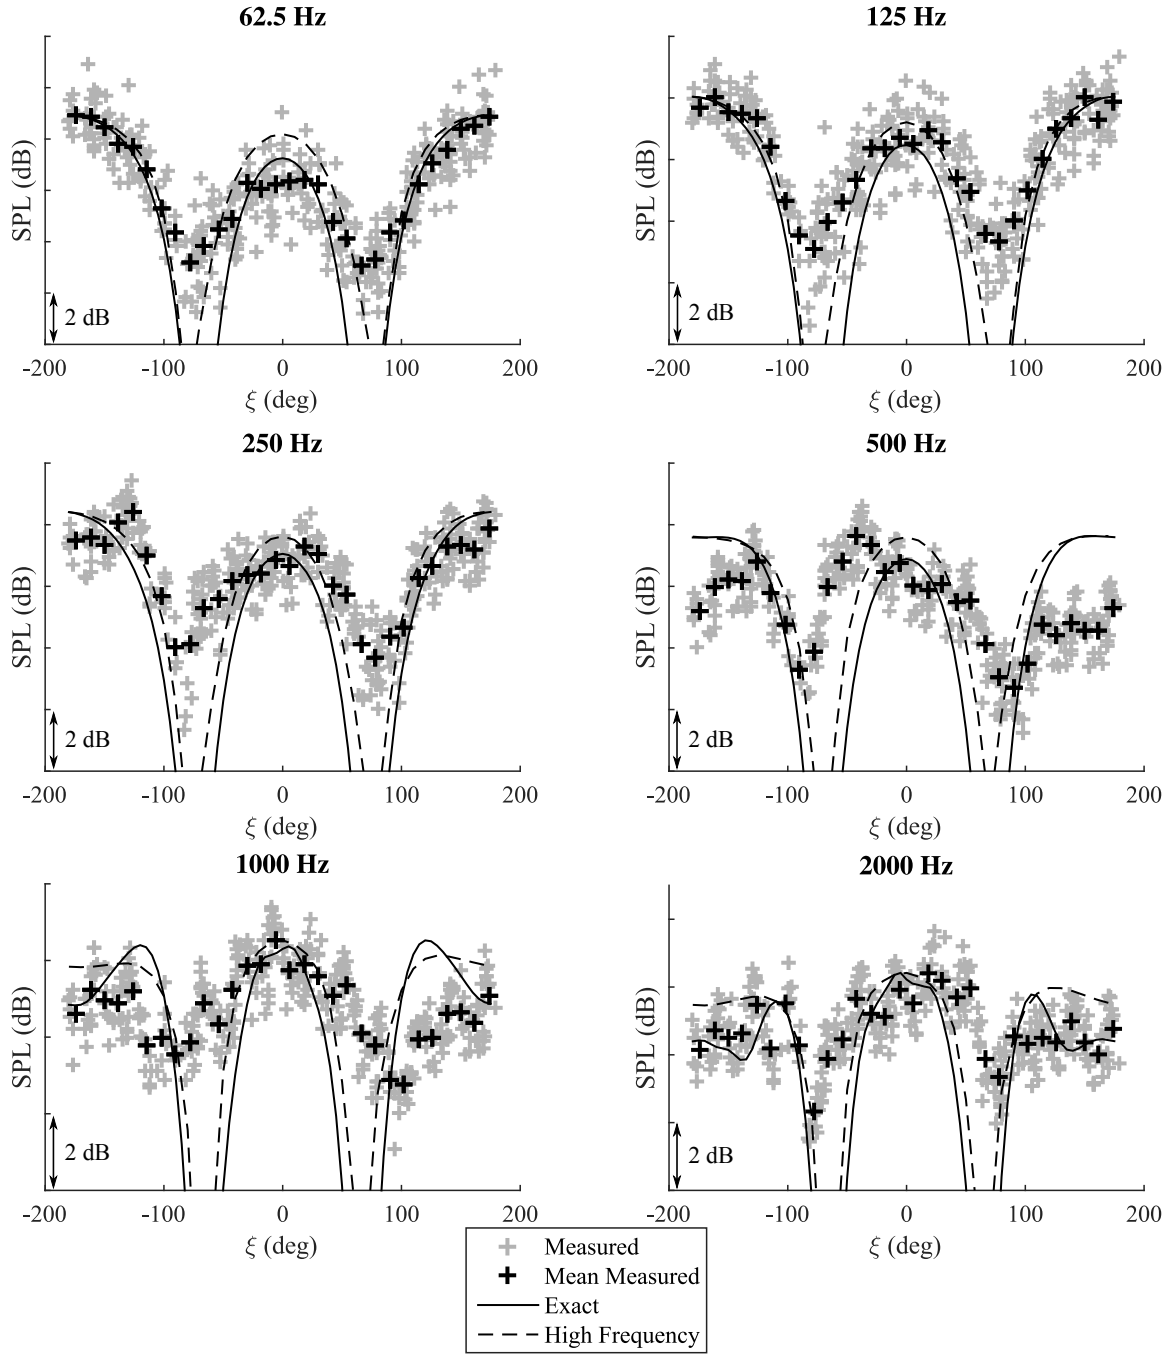 62.5 Hz
125 Hz
SPL (dB)
2 dB
-200 -100 0 100 200
ξ (deg)
SPL (dB)
2 dB
-200 -100 0 100 200
ξ (deg)
250 Hz
500 Hz
SPL (dB)
2 dB
-200 -100 0 100 200
ξ (deg)
SPL (dB)
2 dB
-200 -100 0 100 200
ξ (deg)
1000 Hz
2000 Hz
SPL (dB)
2 dB
-200 -100 0 100 200
ξ (deg)
SPL (dB)
2 dB
-200 -100 0 100 200
ξ (deg)
Measured
Mean Measured
Exact
High Frequency